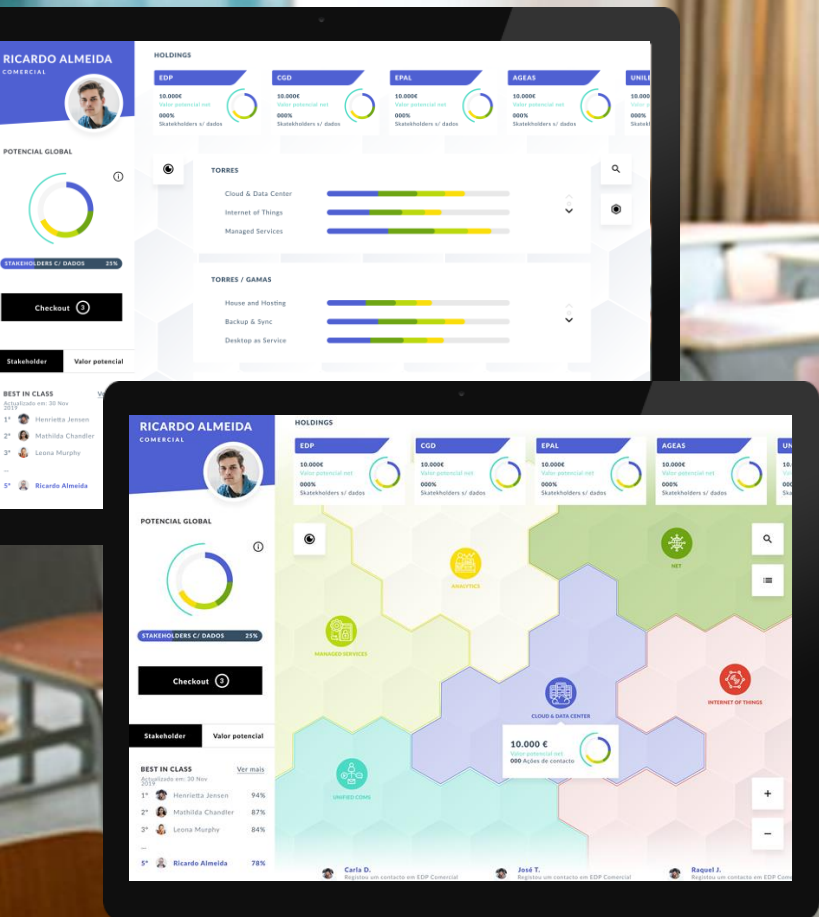 RICARDO ALMEIDA
COMERCIAL
POTENCIAL GLOBAL
STAKEHOLDERS C/ DADOS 25%
Checkout 3
Stakeholder Valor potencial
BEST IN CLASS
Actualizado em: 30 Nov
2019
1º Henrietta Jensen
2º Mathilda Chandler
3º Leona Murphy
...
5º Ricardo Almeida
HOLDINGS
EDP CGD EPAL AGEAS
10.000€ 10.000€ 10.000€ 10.000€
Valor potencial net Valor potencial net Valor potencial net Valor potencial net
000% 000% 000% 000% 000%
Skatekholders s/ dados Skatekholders s/ dados Skatekholders s/ dados Skatekholders s/ dados
TORRES
Cloud & Data Center
Internet of Things
Managed Services
TORRES / GAMAS
House and Hosting
Backup & Sync
Desktop as Service
RICARDO ALMEIDA
COMERCIAL
POTENCIAL GLOBAL
STAKEHOLDERS C/ DADOS 25%
Checkout 3
Stakeholder Valor potencial
BEST IN CLASS Ver mais
Actualizado em: 30 Nov
2019
1º Henrietta Jensen 94%
2º Mathilda Chandler 87%
3º Leona Murphy 84%
...
5º Ricardo Almeida 78%
HOLDINGS
EDP CGD EPAL AGEAS
10.000€ 10.000€ 10.000€ 10.000€
Valor potencial net Valor potencial net Valor potencial net Valor potencial net
000% 000% 000% 000%
Skatekholders s/ dados Skatekholders s/ dados Skatekholders s/ dados Skatekholders s/ dados
NET
ANALYTICS
MANAGED SERVICES
INTERNET OF THINGS
CLOUD & DATA CENTER
10.000 €
Valor potencial net
000 Ações de contacto
UNIFIED COMS
+
−
Carla D. José T. Raquel J.
Registou um contacto em EDP Comercial Registou um contacto em EDP Comercial Registou um contacto em EDP Comercial